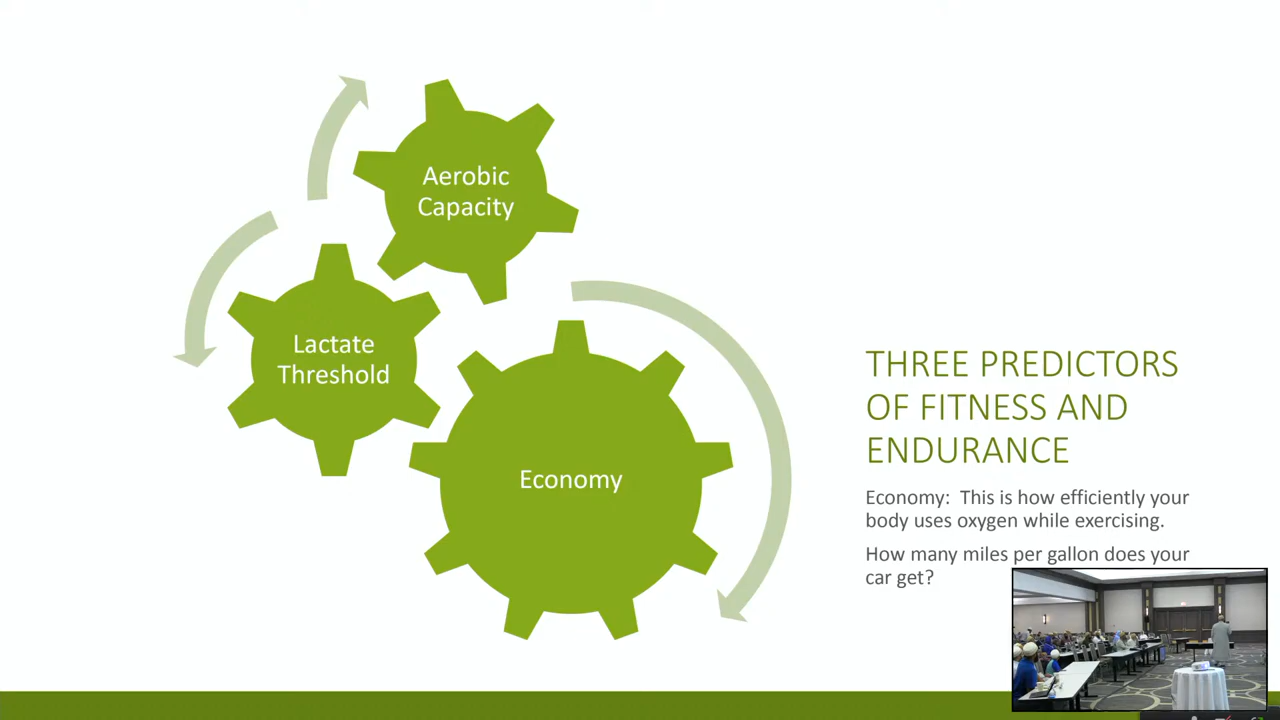 Aerobic
Capacity
Lactate
Threshold
Economy
THREE PREDICTORS
OF FITNESS AND
ENDURANCE
Economy:  This is how efficiently your
body uses oxygen while exercising.
How many miles per gallon does your
car get?